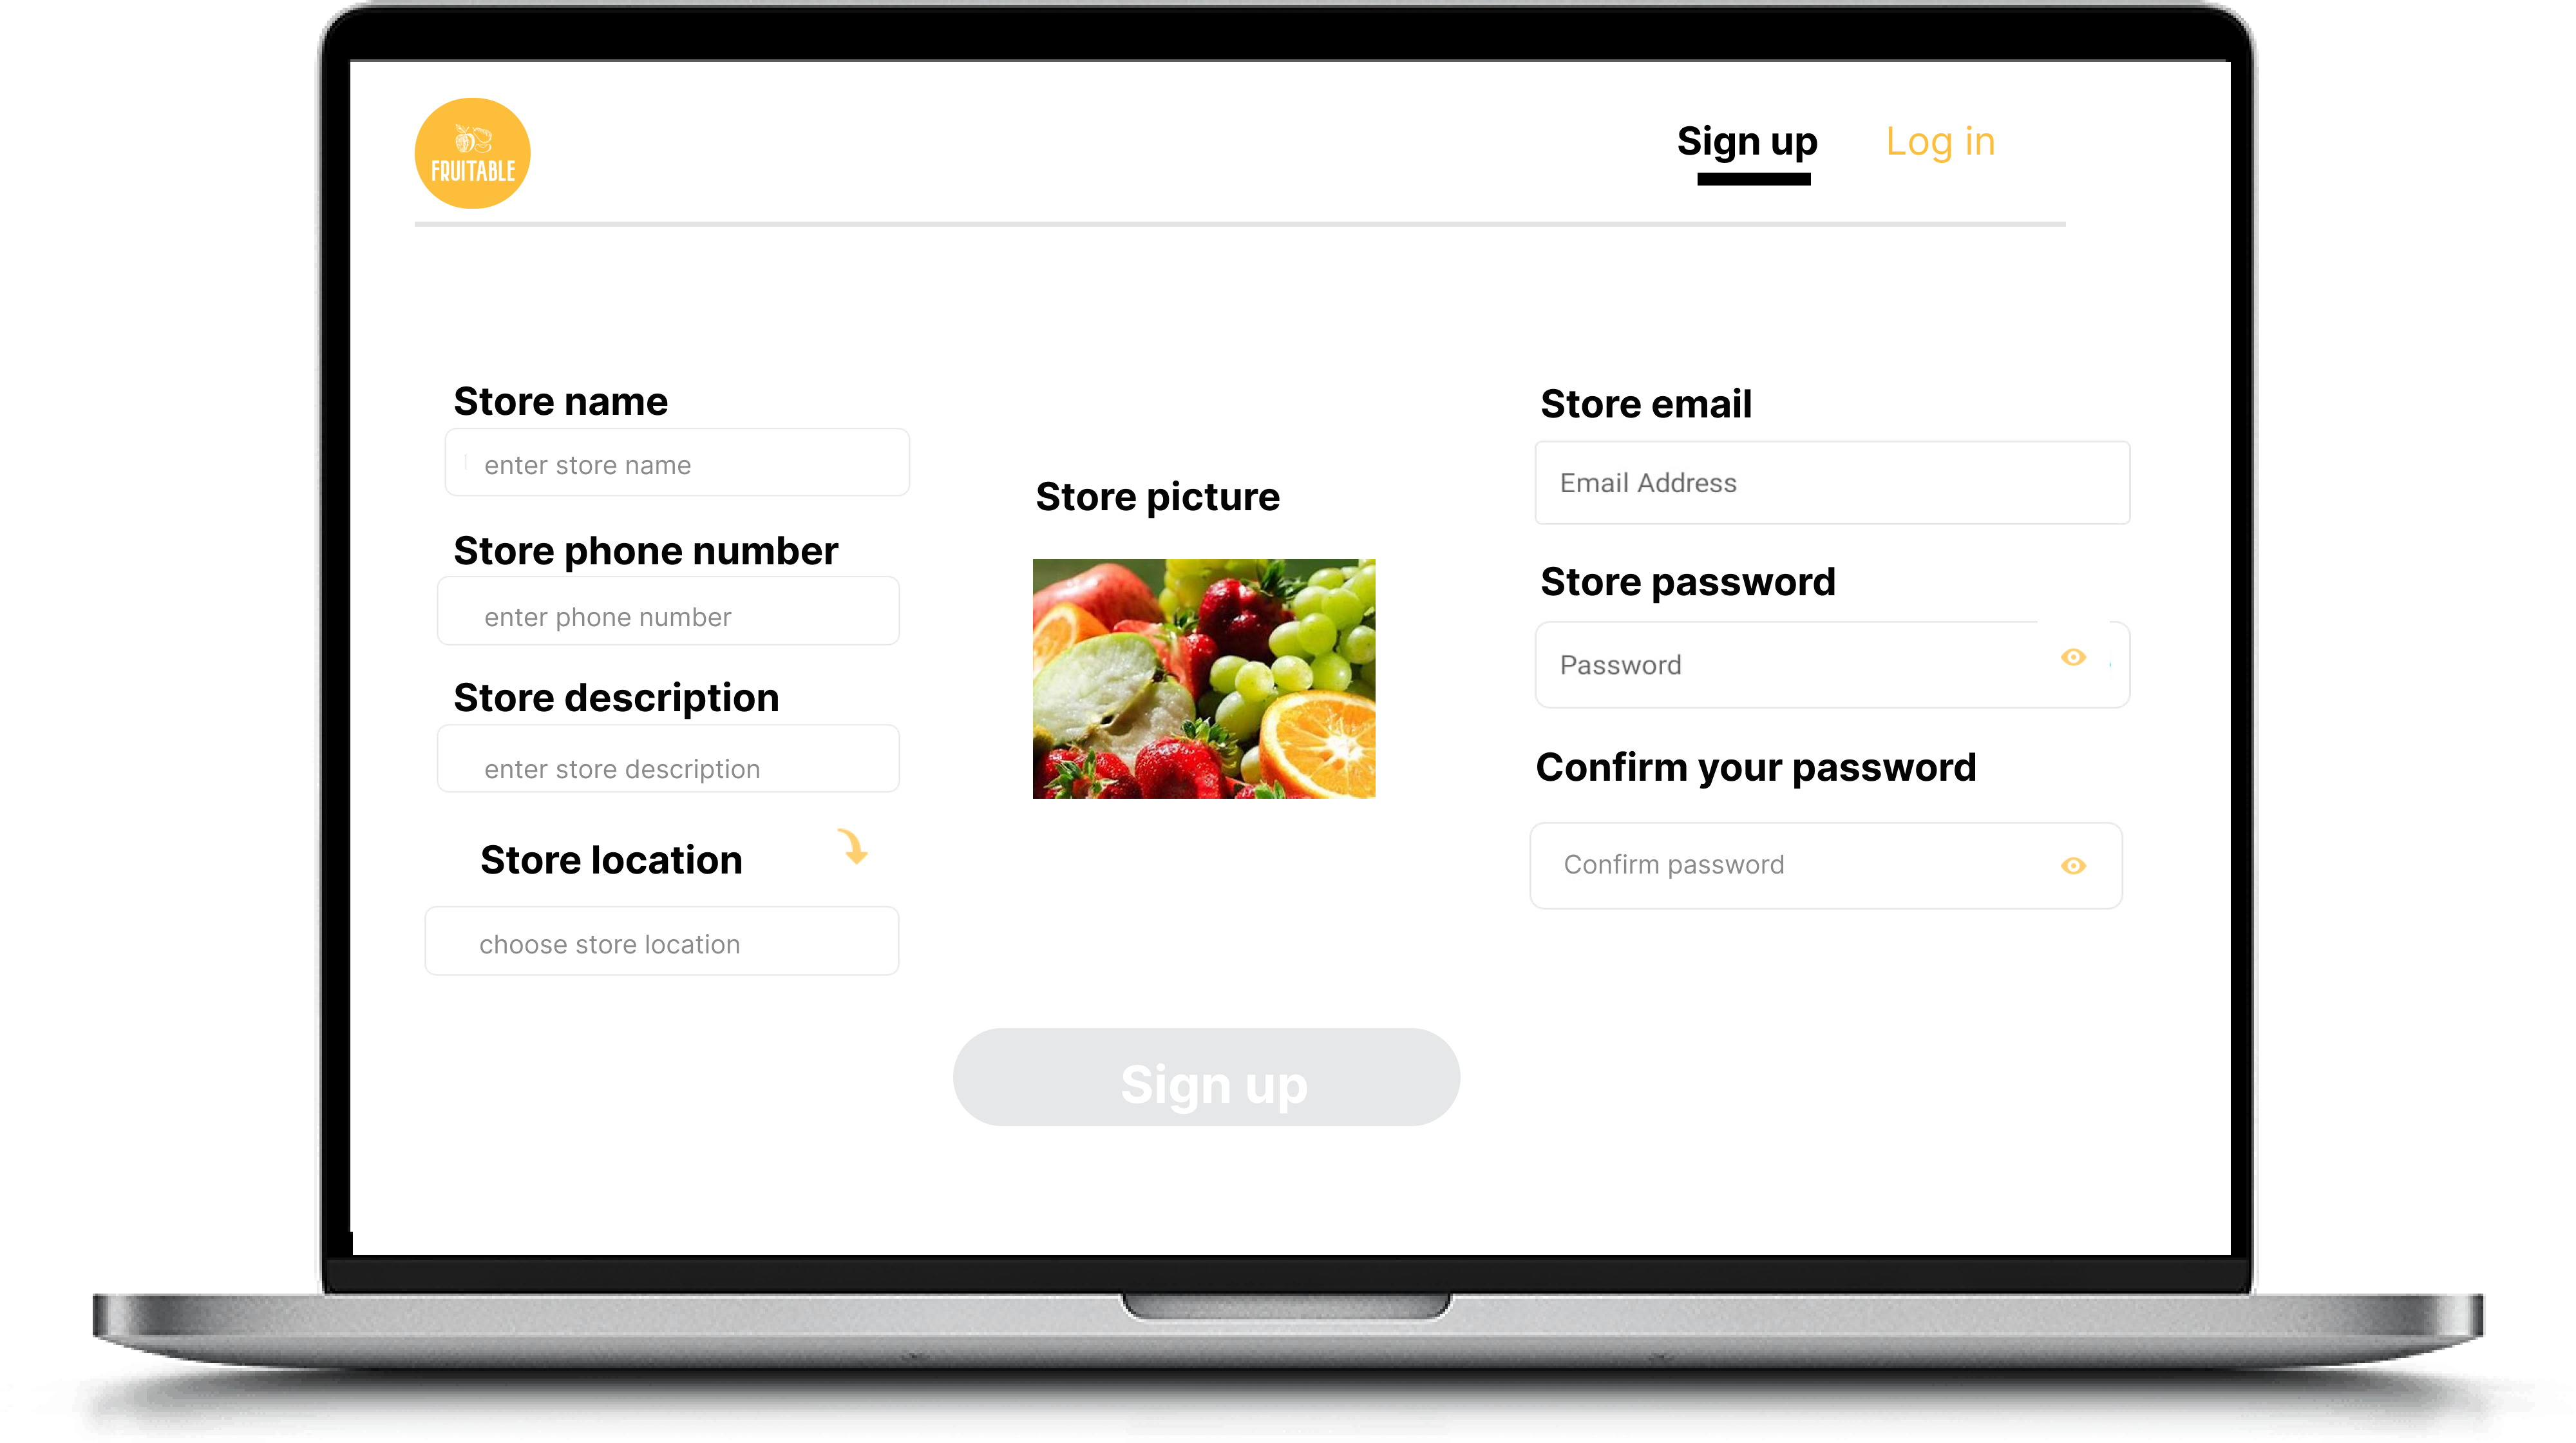 FRUITABLE
Sign up
Log in
Store name
enter store name
Store phone number
enter phone number
Store description
enter store description
Store location
choose store location
Store picture
Store email
Email Address
Store password
Password
Confirm your password
Confirm password
Sign up